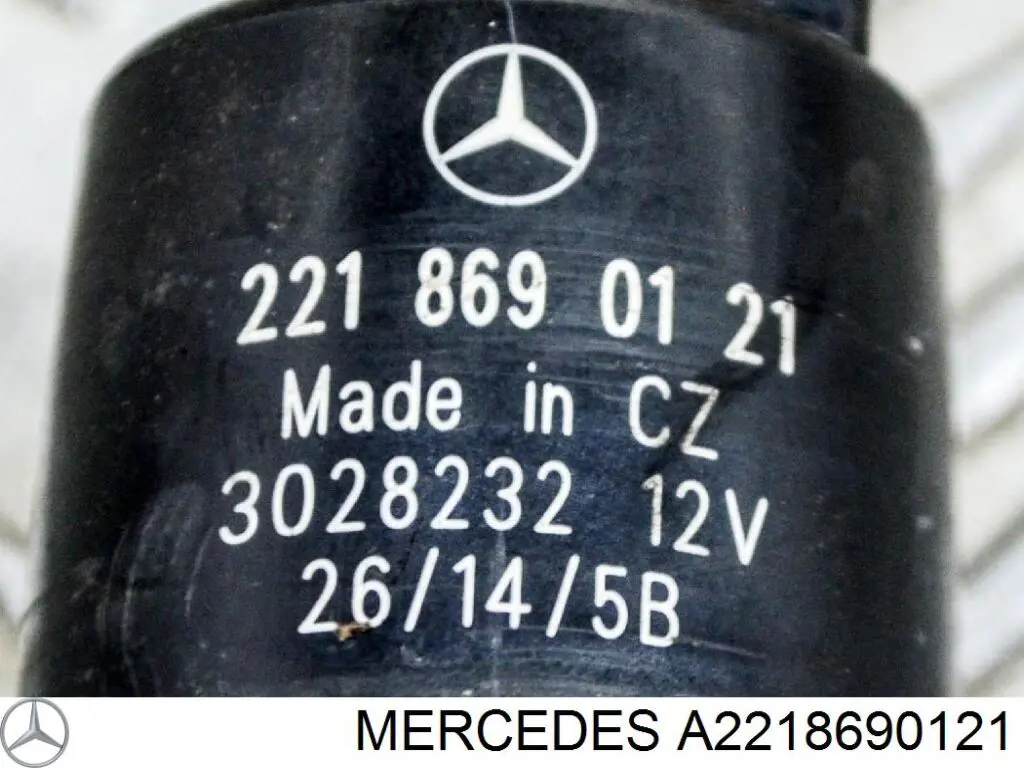 221 869 01 21
Made in CZ
3028232 12V
26/14/5B
MERCEDES A2218690121